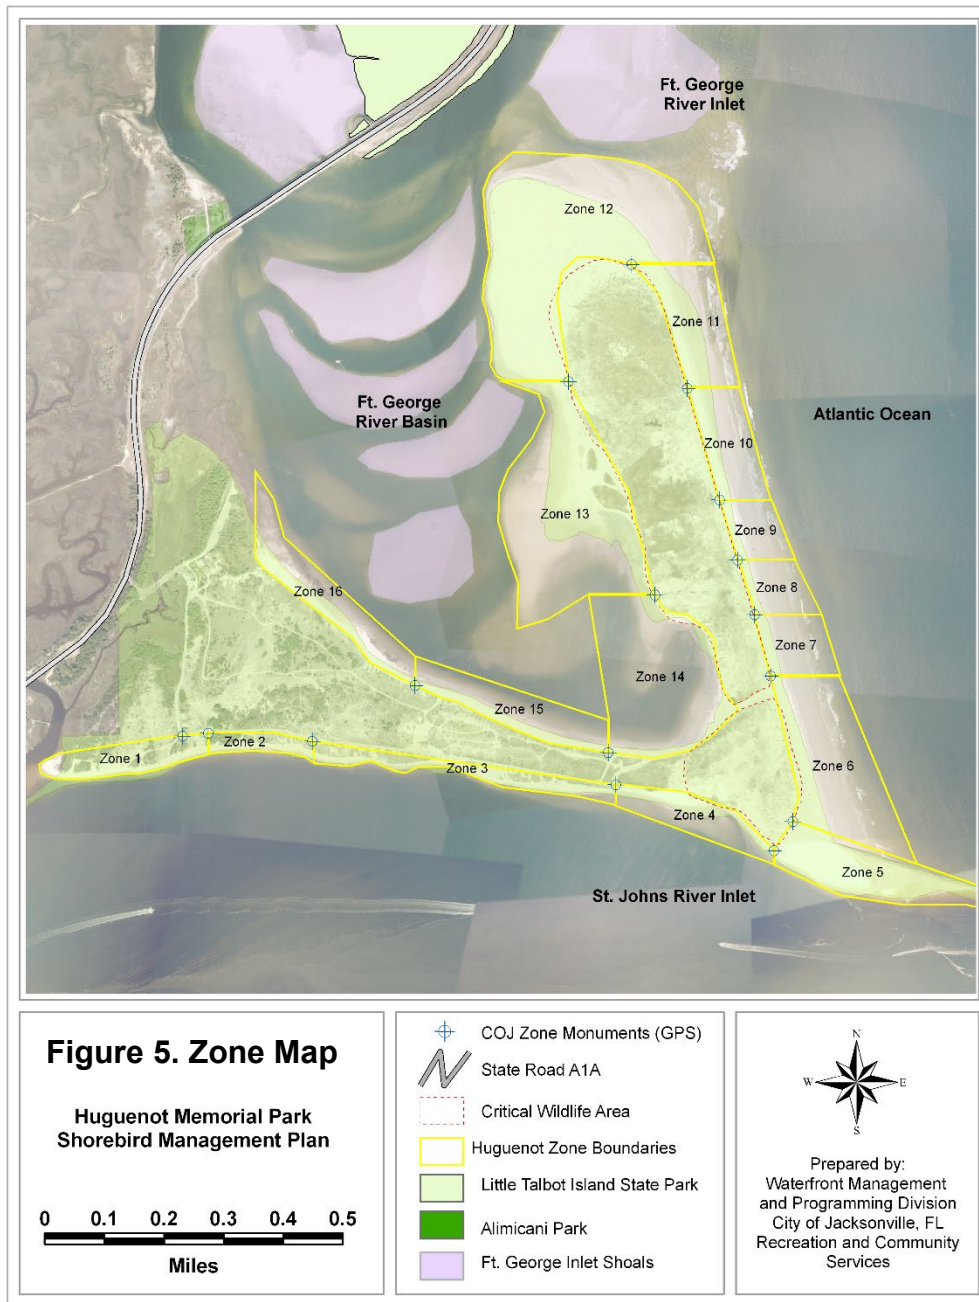 Ft. George
River Inlet
Zone 12
Zone 11
Ft. George
River Basin
Atlantic Ocean
Zone 10
Zone 13
Zone 9
Zone 16
Zone 8
Zone 7
Zone 14
Zone 15
Zone 2
Zone 1
Zone 3
Zone 6
Zone 4
Zone 5
St. Johns River Inlet
Figure 5. Zone Map
Huguenot Memorial Park
Shorebird Management Plan
0 0.1 0.2 0.3 0.4 0.5
Miles
COJ Zone Monuments (GPS)
State Road A1A
Critical Wildlife Area
Huguenot Zone Boundaries
Little Talbot Island State Park
Alimicani Park
Ft. George Inlet Shoals
N
W E
S
Prepared by:
Waterfront Management
and Programming Division
City of Jacksonville, FL
Recreation and Community
Services